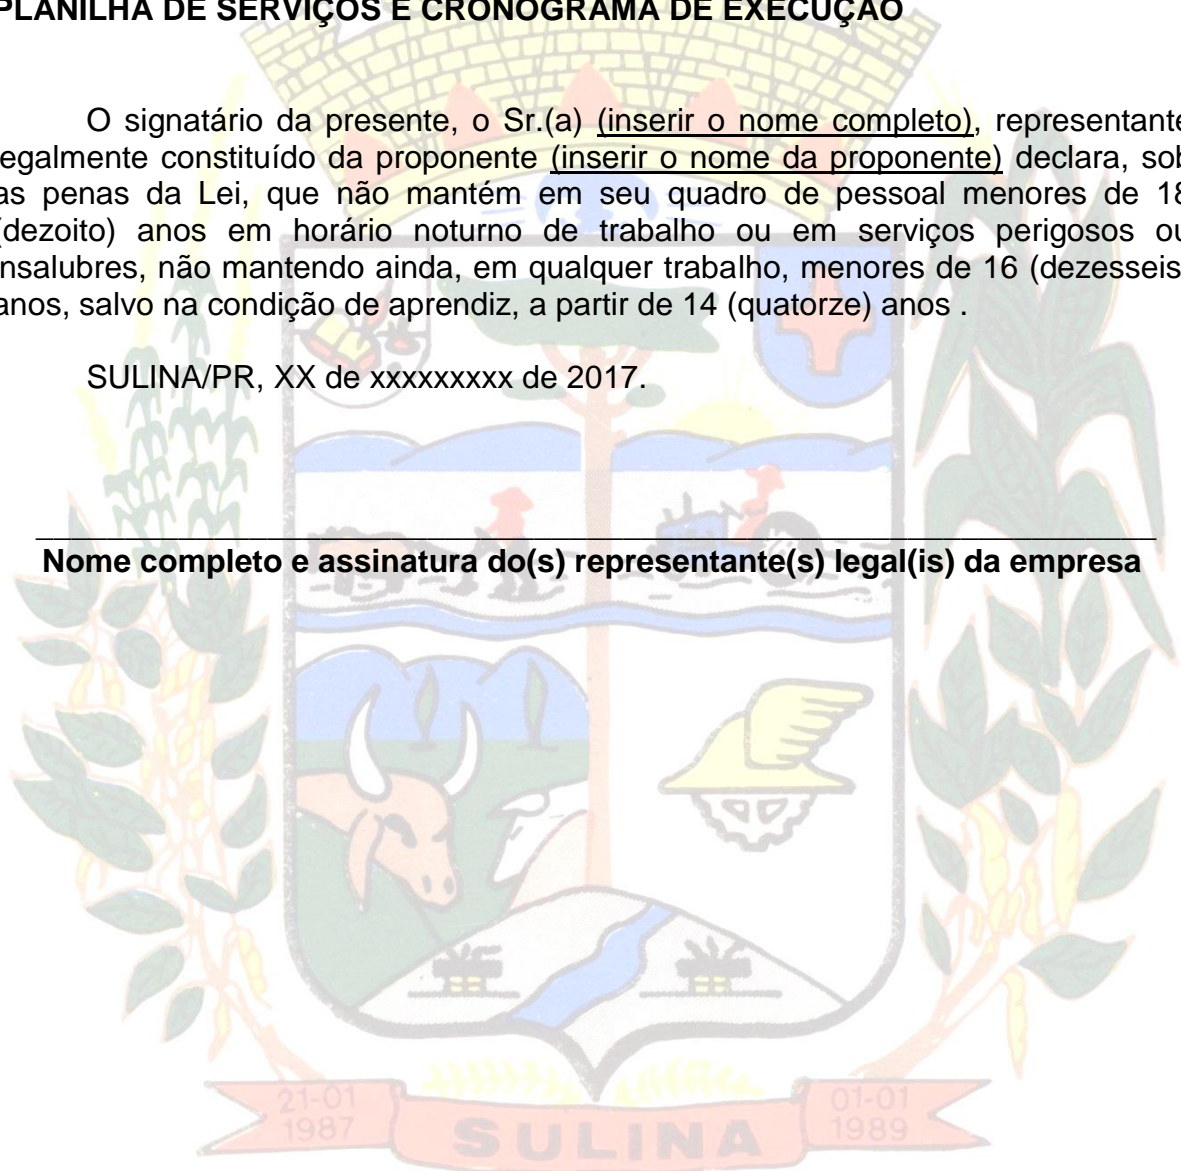 PLANILHA DE SERVIÇOS E CRONOGRAMA DE EXECUÇÃO
O signatário da presente, o Sr.(a) (inserir o nome completo), representante
legalmente constituído da proponente (inserir o nome da proponente) declara, sob
as penas da Lei, que não mantém em seu quadro de pessoal menores de 18
(dezoito) anos em horário noturno de trabalho ou em serviços perigosos ou
insalubres, não mantendo ainda, em qualquer trabalho, menores de 16 (dezesseis)
anos, salvo na condição de aprendiz, a partir de 14 (quatorze) anos .
SULINA/PR, XX de xxxxxxxxx de 2017.
Nome completo e assinatura do(s) representante(s) legal(is) da empresa
21-01
1987
SULINA
01-01
1989